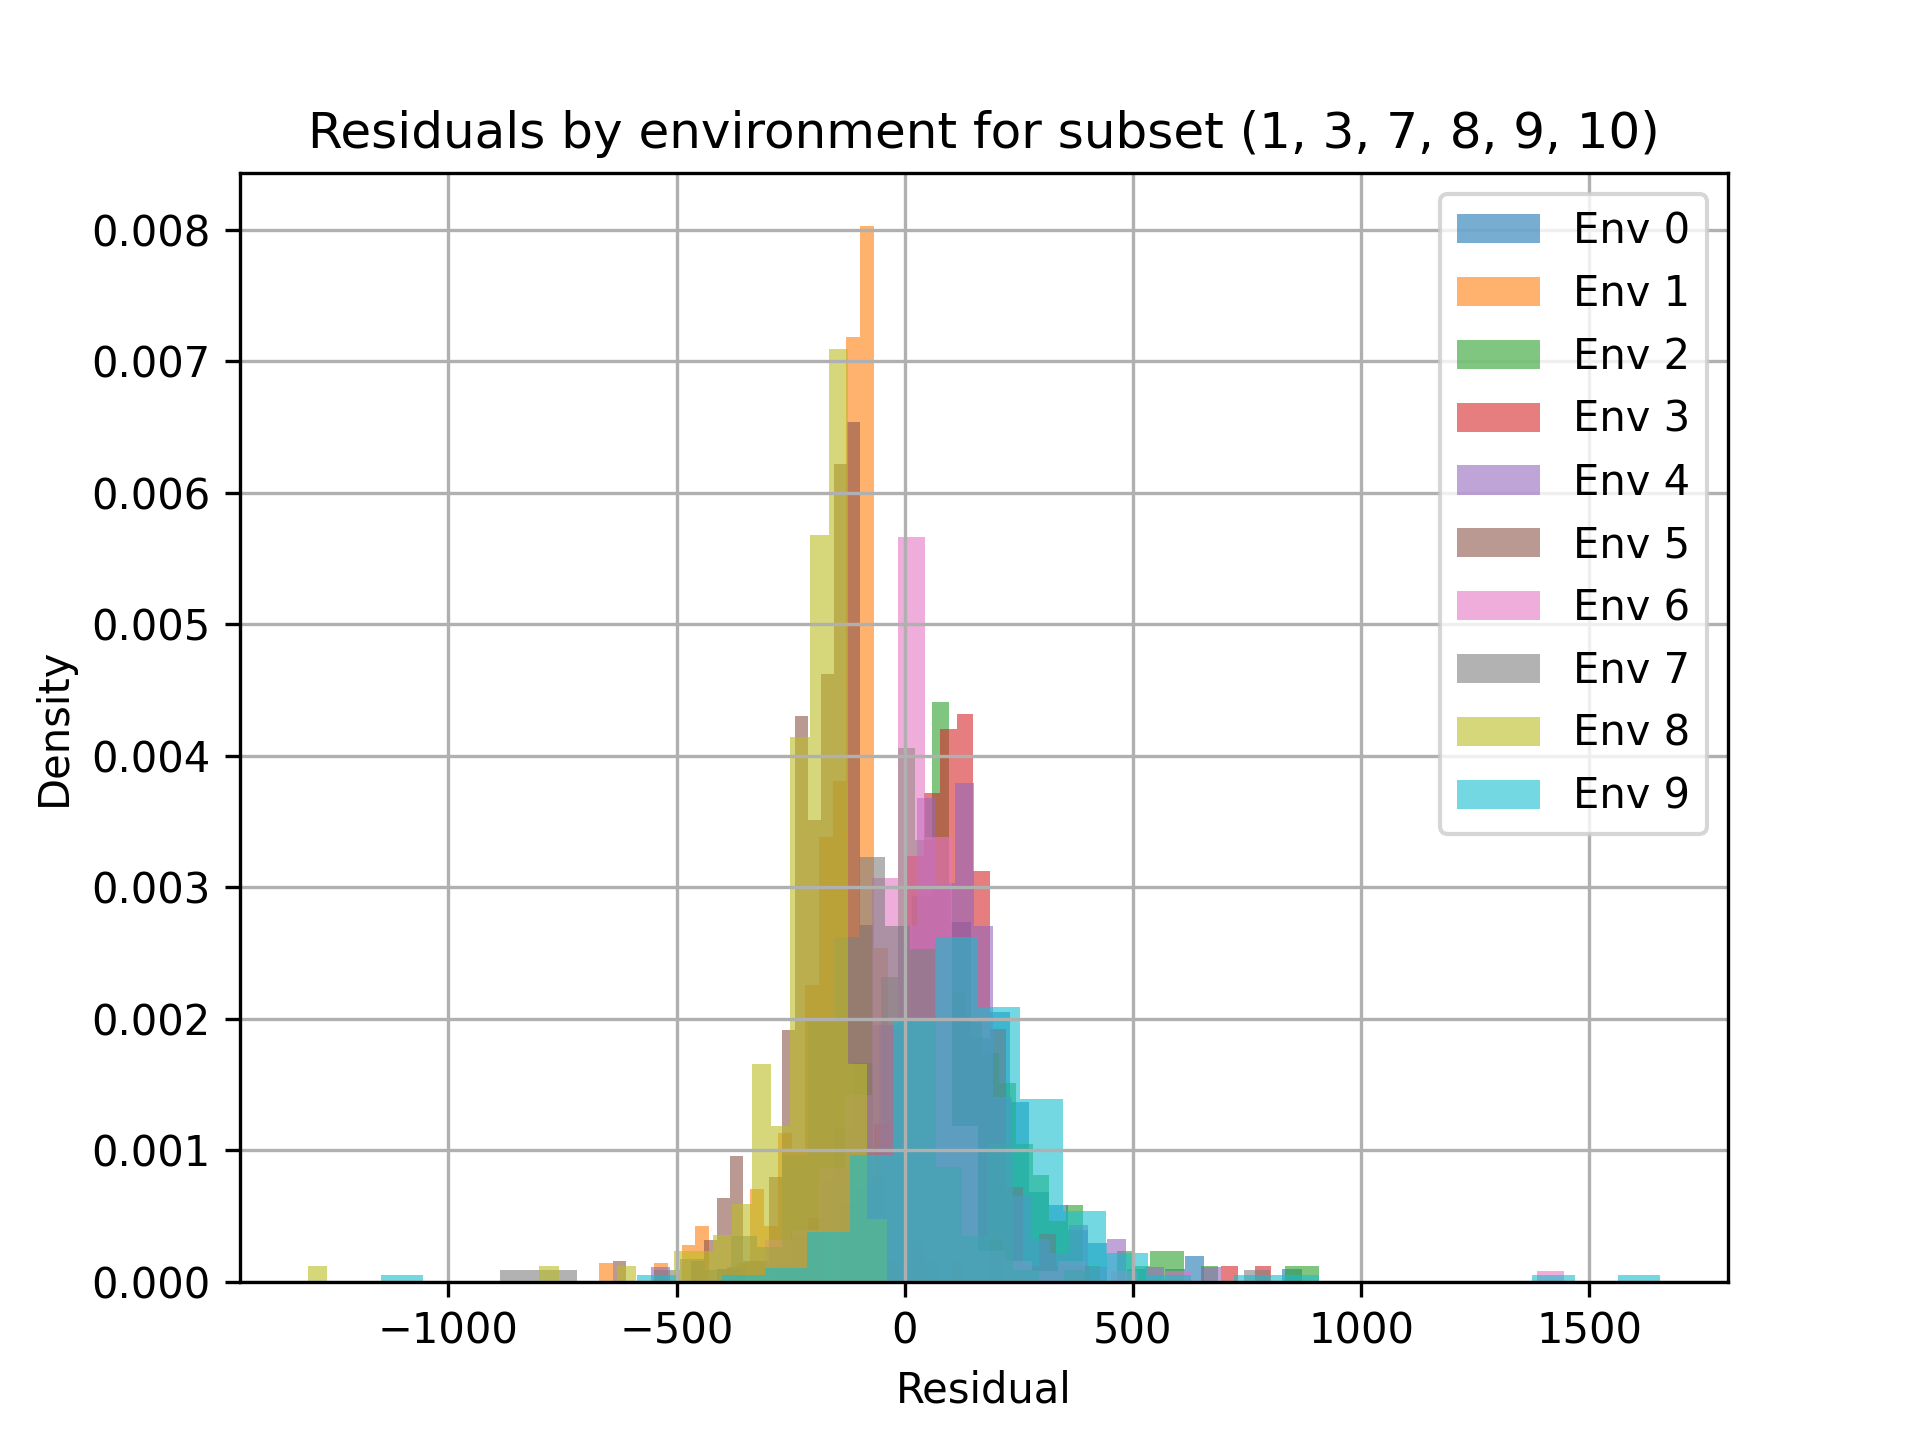 Residuals by environment for subset (1, 3, 7, 8, 9, 10)
0.008
0.007
0.006
0.005
0.004
0.003
0.002
0.001
0.000
Density
Env 0
Env 1
Env 2
Env 3
Env 4
Env 5
Env 6
Env 7
Env 8
Env 9
−1000 −500 0 500 1000 1500
Residual